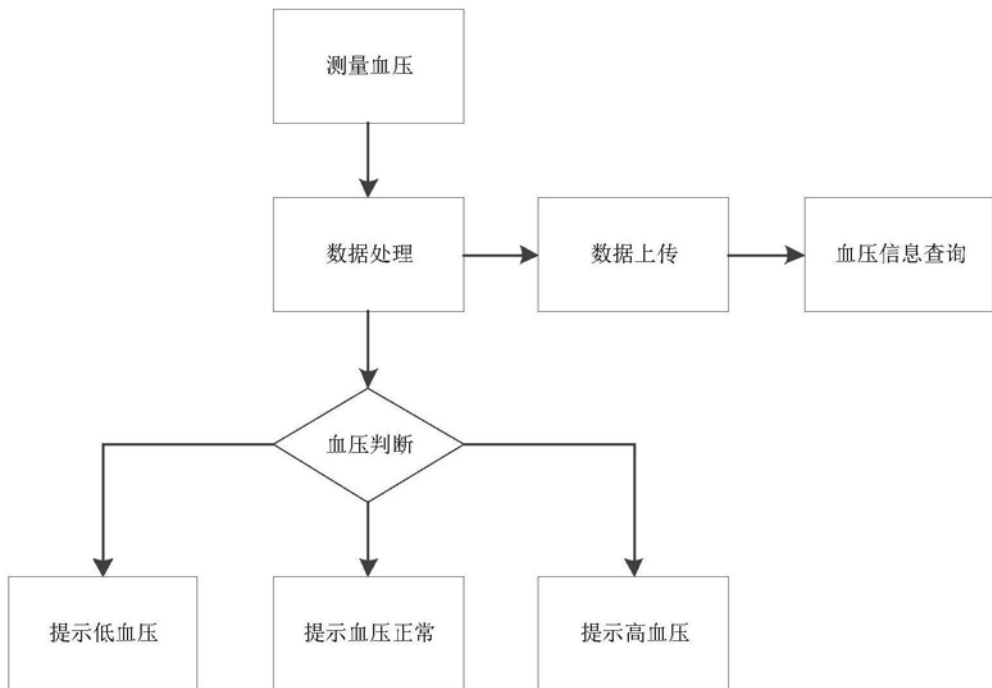 测量血压
数据处理
数据上传
血压信息查询
血压判断
提示低血压
提示血压正常
提示高血压